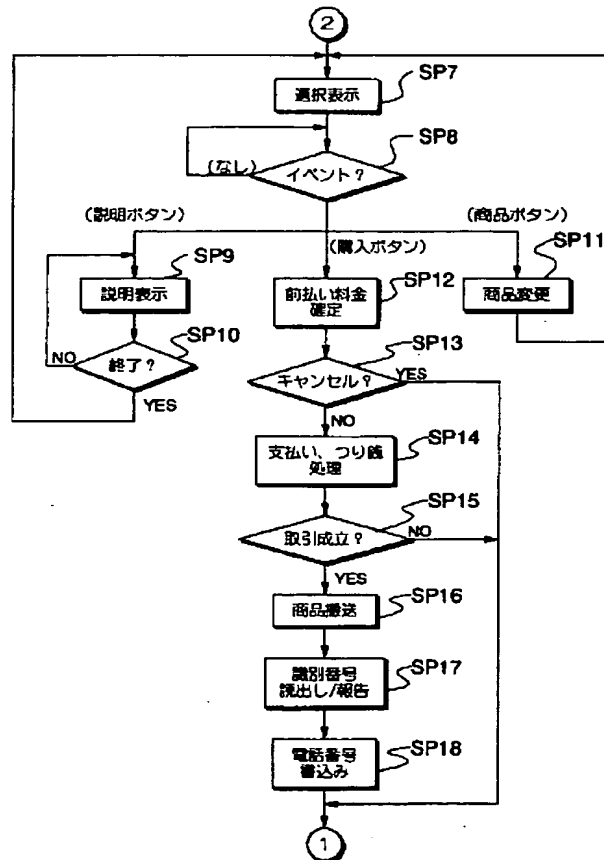 2
SP7
選択表示
SP8
イベント?
(なし)
(説明ボタン)
(購入ボタン)
(商品ボタン)
SP9
説明表示
SP12
前払い料金
確定
SP11
商品変更
SP10
終了?
NO
YES
SP13
キャンセル?
YES
NO
SP14
支払い、つり銭
処理
SP15
取引成立?
NO
YES
SP16
商品搬送
SP17
識別番号
読出し/報告
SP18
電話番号
書込み
1